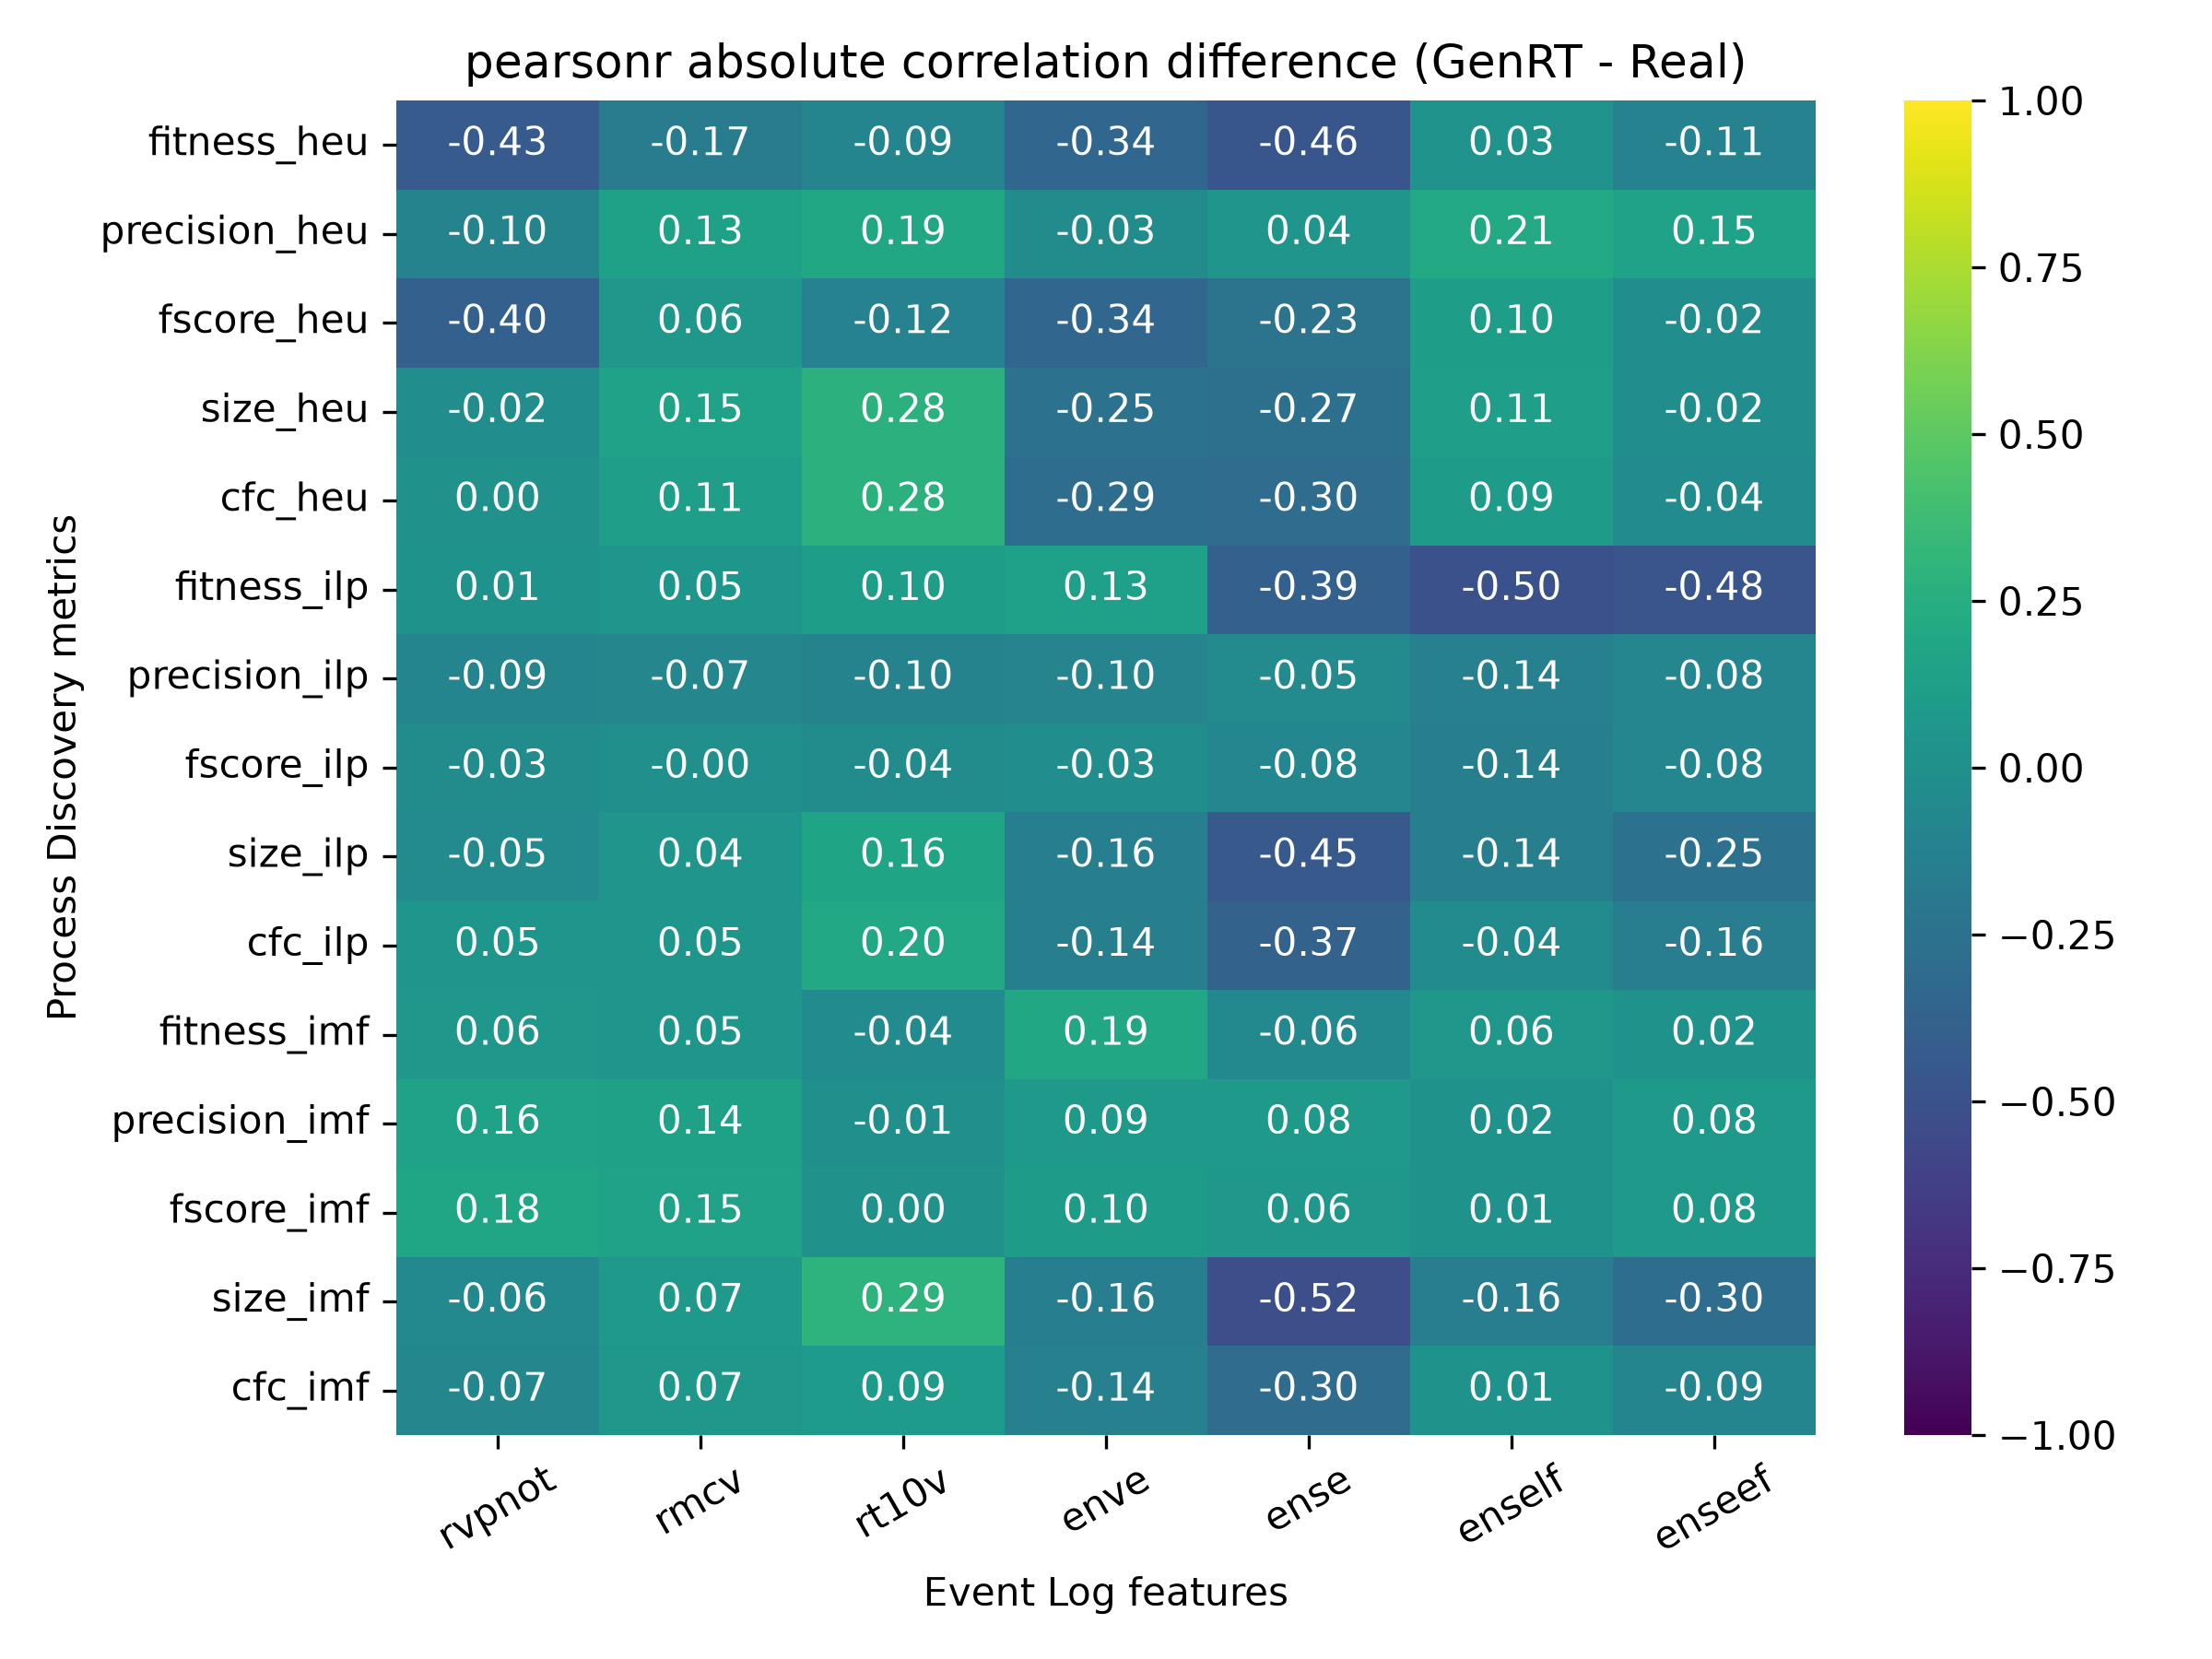 pearsonr absolute correlation difference (GenRT - Real)
fitness_heu -0.43 -0.17 -0.09 -0.34 -0.46 0.03 -0.11
precision_heu -0.10 0.13 0.19 -0.03 0.04 0.21 0.15
fscore_heu -0.40 0.06 -0.12 -0.34 -0.23 0.10 -0.02
size_heu -0.02 0.15 0.28 -0.25 -0.27 0.11 -0.02
cfc_heu 0.00 0.11 0.28 -0.29 -0.30 0.09 -0.04
fitness_ilp 0.01 0.05 0.10 0.13 -0.39 -0.50 -0.48
precision_ilp -0.09 -0.07 -0.10 -0.10 -0.05 -0.14 -0.08
fscore_ilp -0.03 -0.00 -0.04 -0.03 -0.08 -0.14 -0.08
size_ilp -0.05 0.04 0.16 -0.16 -0.45 -0.14 -0.25
cfc_ilp 0.05 0.05 0.20 -0.14 -0.37 -0.04 -0.16
fitness_imf 0.06 0.05 -0.04 0.19 -0.06 0.06 0.02
precision_imf 0.16 0.14 -0.01 0.09 0.08 0.02 0.08
fscore_imf 0.18 0.15 0.00 0.10 0.06 0.01 0.08
size_imf -0.06 0.07 0.29 -0.16 -0.52 -0.16 -0.30
cfc_imf -0.07 0.07 0.09 -0.14 -0.30 0.01 -0.09
rvpnot rmcv rt10v enve ense enself enseef
Event Log features
Process Discovery metrics
1.00
0.75
0.50
0.25
0.00
−0.25
−0.50
−0.75
−1.00